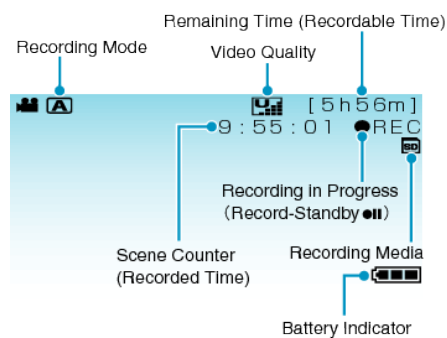 Remaining Time (Recordable Time)
Recording Mode
Video Quality
A
[5h56m]
9:55:01 ●REC
SD
Recording in Progress
(Record-Standby ●II)
Scene Counter
(Recorded Time)
Recording Media
Battery Indicator